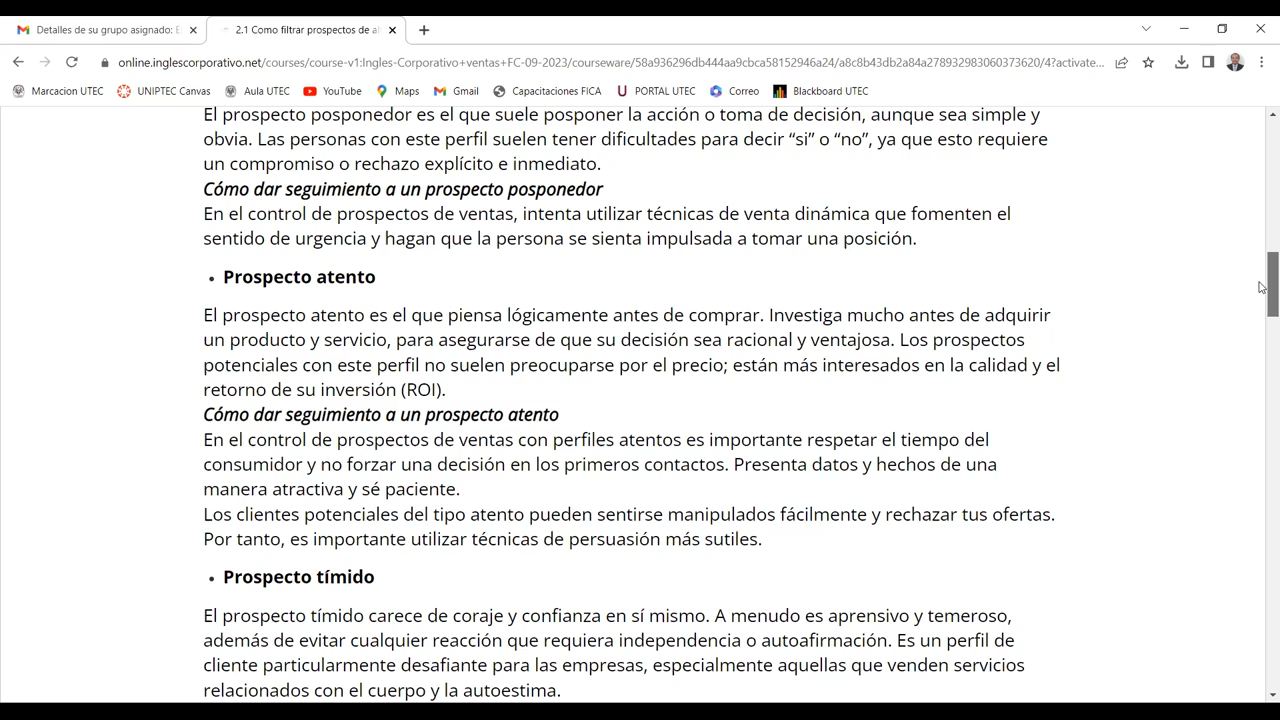 Detalles de su grupo asignado: E
2.1 Como filtrar prospectos de al
online.inglescorporativo.net/courses/course-v1:Ingles-Corporativo+ventas+FC-09-2023/courseware/58a936296db444aa9cbca58152946a24/a8c8b43db2a84a278932983060373620/4?activate...
Marcacion UTEC
UNIPTEC Canvas
Aula UTEC
YouTube
Maps
Gmail
Capacitaciones FICA
PORTAL UTEC
Correo
Blackboard UTEC
El prospecto posponedor es el que suele posponer la acción o toma de decisión, aunque sea simple y
obvia. Las personas con este perfil suelen tener dificultades para decir “si” o “no”, ya que esto requiere
un compromiso o rechazo explícito e inmediato.
Cómo dar seguimiento a un prospecto posponedor
En el control de prospectos de ventas, intenta utilizar técnicas de venta dinámica que fomenten el
sentido de urgencia y hagan que la persona se sienta impulsada a tomar una posición.
• Prospecto atento
El prospecto atento es el que piensa lógicamente antes de comprar. Investiga mucho antes de adquirir
un producto y servicio, para asegurarse de que su decisión sea racional y ventajosa. Los prospectos
potenciales con este perfil no suelen preocuparse por el precio; están más interesados en la calidad y el
retorno de su inversión (ROI).
Cómo dar seguimiento a un prospecto atento
En el control de prospectos de ventas con perfiles atentos es importante respetar el tiempo del
consumidor y no forzar una decisión en los primeros contactos. Presenta datos y hechos de una
manera atractiva y sé paciente.
Los clientes potenciales del tipo atento pueden sentirse manipulados fácilmente y rechazar tus ofertas.
Por tanto, es importante utilizar técnicas de persuasión más sutiles.
• Prospecto tímido
El prospecto tímido carece de coraje y confianza en sí mismo. A menudo es aprensivo y temeroso,
además de evitar cualquier reacción que requiera independencia o autoafirmación. Es un perfil de
cliente particularmente desafiante para las empresas, especialmente aquellas que venden servicios
relacionados con el cuerpo y la autoestima.